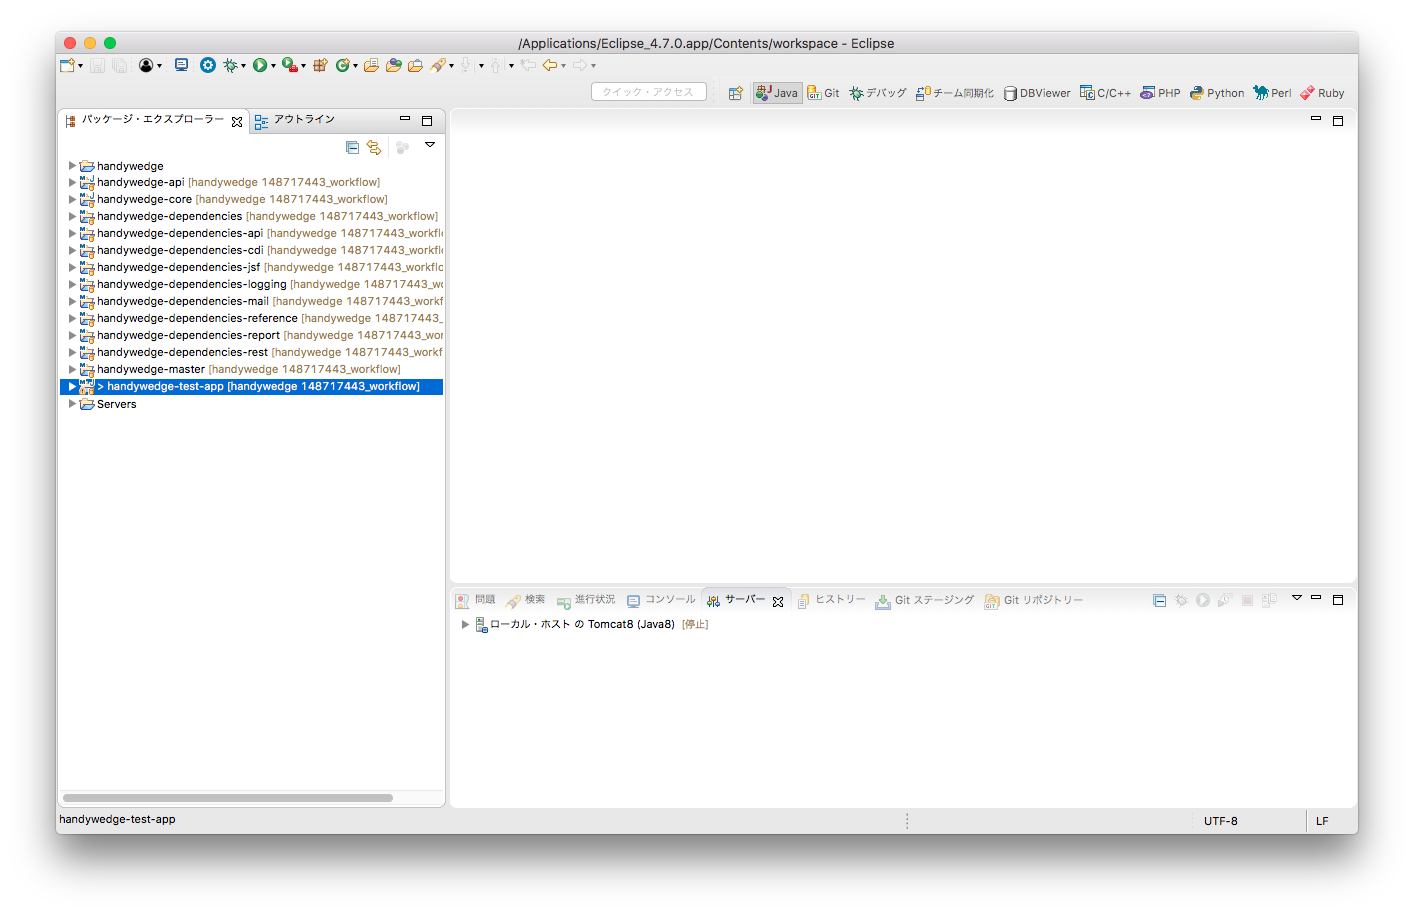 /Applications/Eclipse_4.7.0.app/Contents/workspace - Eclipse
クイック・アクセス
Java Git デバッグ チーム同期化 DBViewer C/C++ PHP Python Perl Ruby
パッケージ・エクスプローラー アウトライン
handywedge
handywedge-api [handywedge 148717443_workflow]
handywedge-core [handywedge 148717443_workflow]
handywedge-dependencies [handywedge 148717443_workflow]
handywedge-dependencies-api [handywedge 148717443_workfl
handywedge-dependencies-cdi [handywedge 148717443_workfl
handywedge-dependencies-jsf [handywedge 148717443_workflo
handywedge-dependencies-logging [handywedge 148717443_wo
handywedge-dependencies-mail [handywedge 148717443_workfl
handywedge-dependencies-reference [handywedge 148717443_
handywedge-dependencies-report [handywedge 148717443_wor
handywedge-dependencies-rest [handywedge 148717443_workf
handywedge-master [handywedge 148717443_workflow]
> handywedge-test-app [handywedge 148717443_workflow]
Servers
問題 検索 進行状況 コンソール サーバー ヒストリー Git ステージング Git リポジトリー
ローカル・ホスト の Tomcat8 (Java8) [停止]
handywedge-test-app
UTF-8
LF